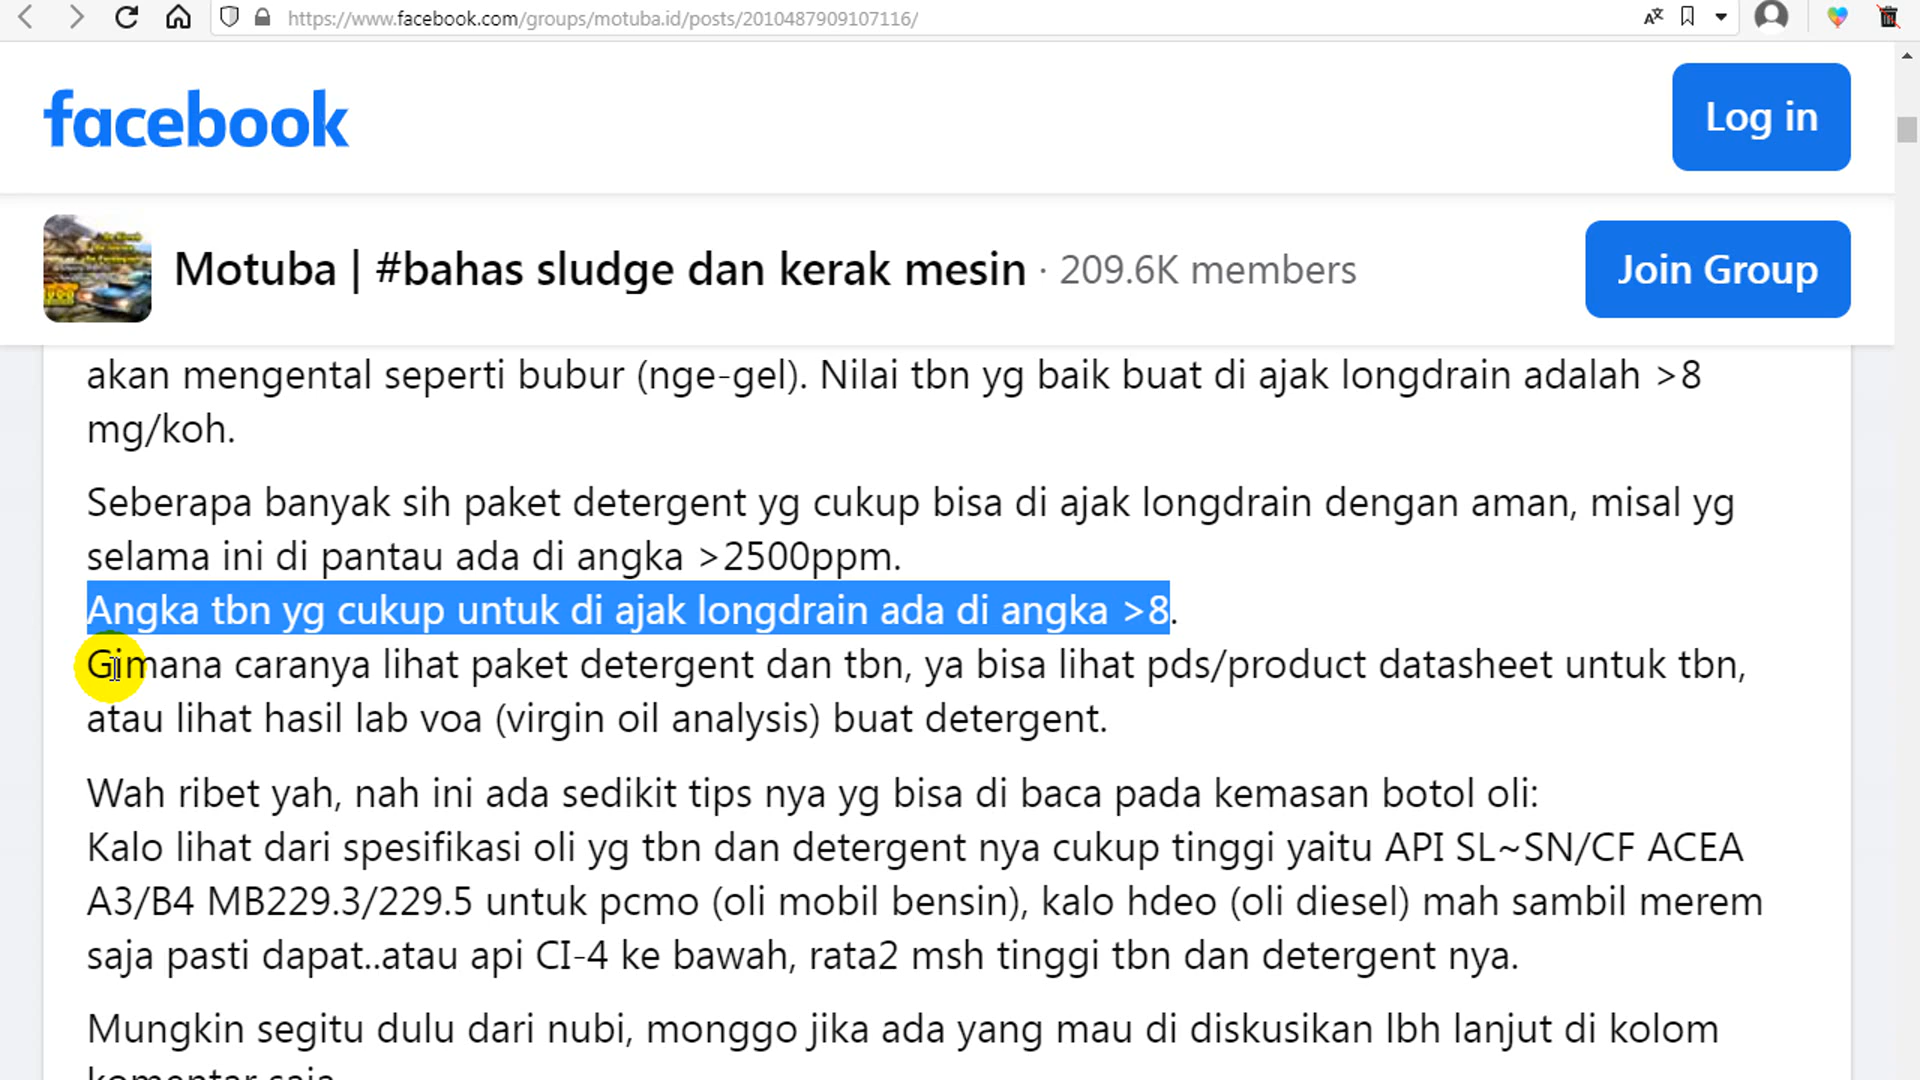 https://www.facebook.com/groups/motuba.id/posts/2010487909107116/
facebook
Log in
Motuba | #bahas sludge dan kerak mesin · 209.6K members
Join Group
akan mengental seperti bubur (nge-gel). Nilai tbn yg baik buat di ajak longdrain adalah >8
mg/koh.
Seberapa banyak sih paket detergent yg cukup bisa di ajak longdrain dengan aman, misal yg
selama ini di pantau ada di angka >2500ppm.
Angka tbn yg cukup untuk di ajak longdrain ada di angka >8.
Gimana caranya lihat paket detergent dan tbn, ya bisa lihat pds/product datasheet untuk tbn,
atau lihat hasil lab voa (virgin oil analysis) buat detergent.
Wah ribet yah, nah ini ada sedikit tips nya yg bisa di baca pada kemasan botol oli:
Kalo lihat dari spesifikasi oli yg tbn dan detergent nya cukup tinggi yaitu API SL~SN/CF ACEA
A3/B4 MB229.3/229.5 untuk pcmo (oli mobil bensin), kalo hdeo (oli diesel) mah sambil merem
saja pasti dapat..atau api CI-4 ke bawah, rata2 msh tinggi tbn dan detergent nya.
Mungkin segitu dulu dari nubi, monggo jika ada yang mau di diskusikan lbh lanjut di kolom
komentar saja